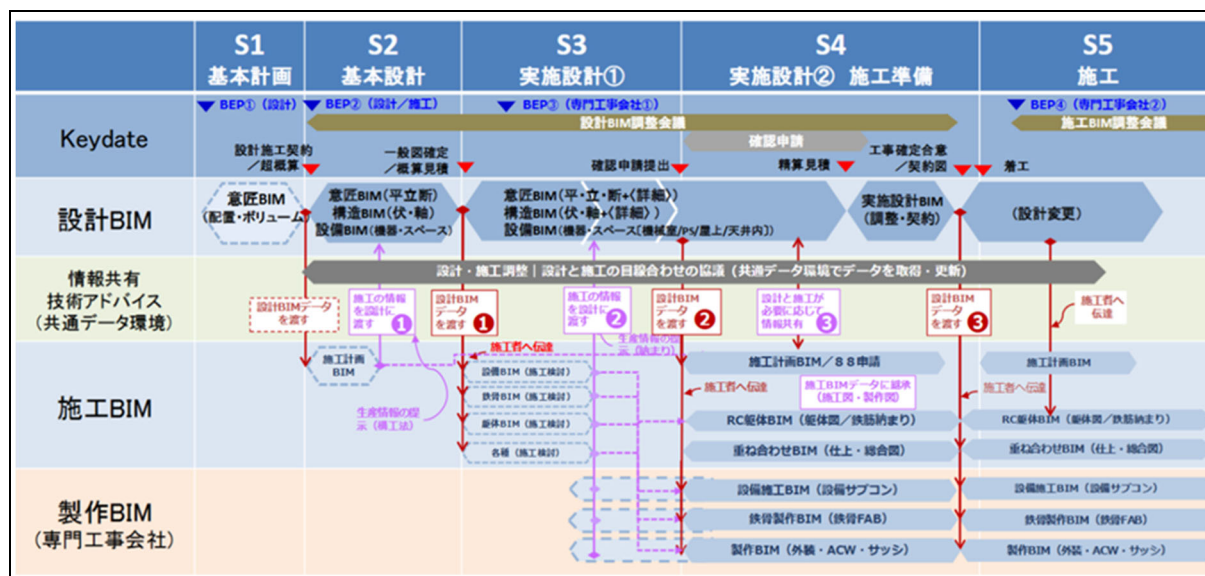 S1
基本計画
S2
基本設計
S3
実施設計①
S4
実施設計② 施工準備
S5
施工
Keydate
BEP①（設計）
BEP②（設計／施工）
BEP③（専門工事会社①）
BEP④（専門工事会社②）
設計BIM調整会議
施工BIM調整会議
確認申請
設計施工契約
／超概算
一般図確定
／概算見積
確認申請提出
精算見積
工事確定合意
／契約図
着工
設計BIM
意匠BIM
(配置・ボリューム)
意匠BIM(平立断)
構造BIM(伏・軸)
設備BIM(機器・スペース)
意匠BIM(平・立・断+〈詳細〉)
構造BIM(伏・軸+〈詳細〉)
設備BIM(機器・スペース〔機械室/PS/屋上/天井内〕)
実施設計BIM
(調整・契約)
(設計変更)
情報共有
技術アドバイス
(共通データ環境)
設計・施工調整｜設計と施工の目線合わせの協議（共通データ環境でデータを取得・更新）
設計BIMデータ
を渡す
施工の情報
を設計に
渡す
①
設計BIM
データ
を渡す
❶
施工の情報
を設計に
渡す
②
設計BIM
データ
を渡す
❷
設計と施工が
必要に応じて
情報共有
③
設計BIM
データ
を渡す
❸
施工者へ
伝達
施工BIM
施工計画
BIM
生産情報の提
示（構工法）
施工者へ伝達
生産情報の提
示（納まり）
設備BIM（施工検討）
鉄骨BIM（施工検討）
躯体BIM（施工検討）
各種（施工検討）
施工計画BIM／８８申請
施工者へ伝達
施工BIMデータに継承
（施工図・製作図）
RC躯体BIM（躯体図／鉄筋納まり）
重ね合わせBIM（仕上・総合図）
施工計画BIM
施工者へ伝達
RC躯体BIM（躯体図／鉄筋納まり）
重ね合わせBIM（仕上・総合図）
製作BIM
(専門工事会社)
設備施工BIM（設備サブコン）
鉄骨製作BIM（鉄骨FAB）
製作BIM（外装・ACW・サッシ）
設備施工BIM（設備サブコン）
鉄骨製作BIM（鉄骨FAB）
製作BIM（外装・ACW・サッシ）